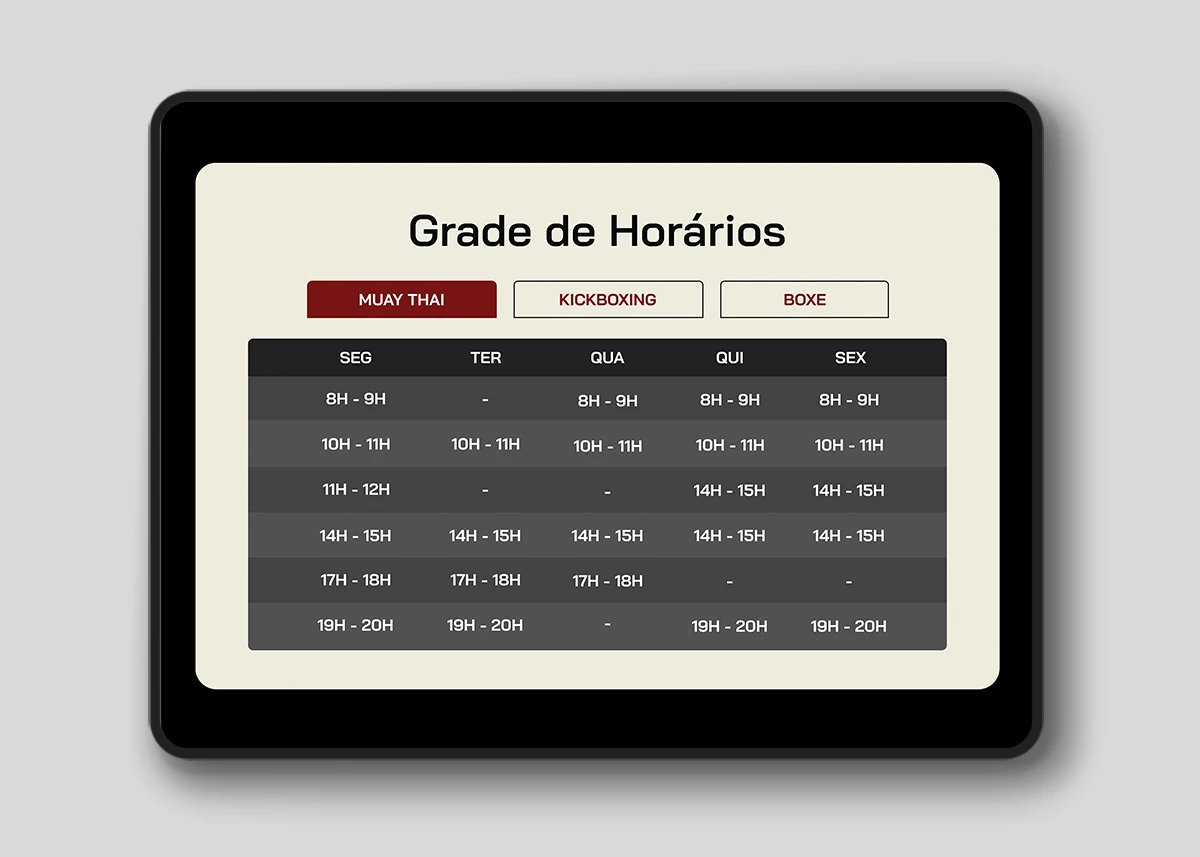 Grade de Horários
MUAY THAI KICKBOXING BOXE
SEG TER QUA QUI SEX
8H - 9H - 8H - 9H 8H - 9H 8H - 9H
10H - 11H 10H - 11H 10H - 11H 10H - 11H 10H - 11H
11H - 12H - - 14H - 15H 14H - 15H
14H - 15H 14H - 15H 14H - 15H 14H - 15H 14H - 15H
17H - 18H 17H - 18H 17H - 18H - -
19H - 20H 19H - 20H - 19H - 20H 19H - 20H